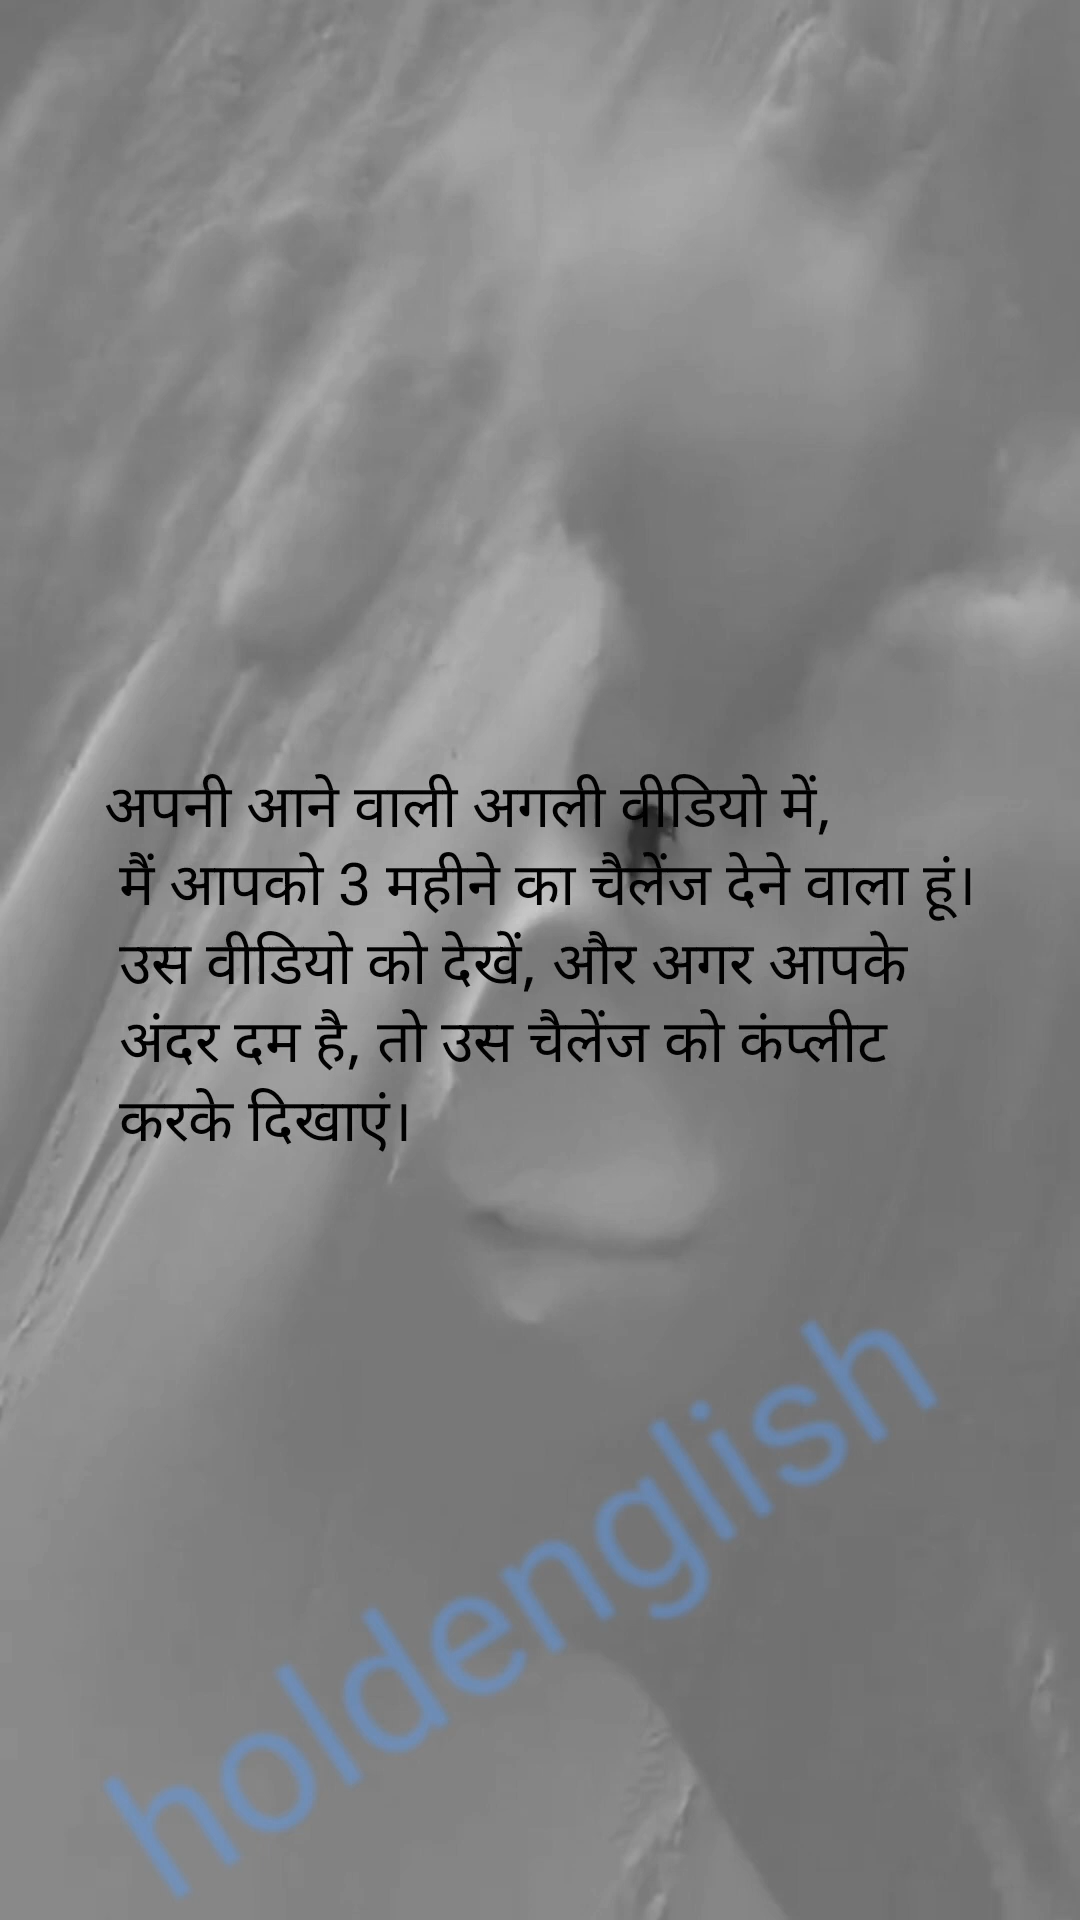 अपनी आने वाली अगली वीडियो में,
मैं आपको 3 महीने का चैलेंज देने वाला हूं।
उस वीडियो को देखें, और अगर आपके
अंदर दम है, तो उस चैलेंज को कंप्लीट
करके दिखाएं।
holdenglish